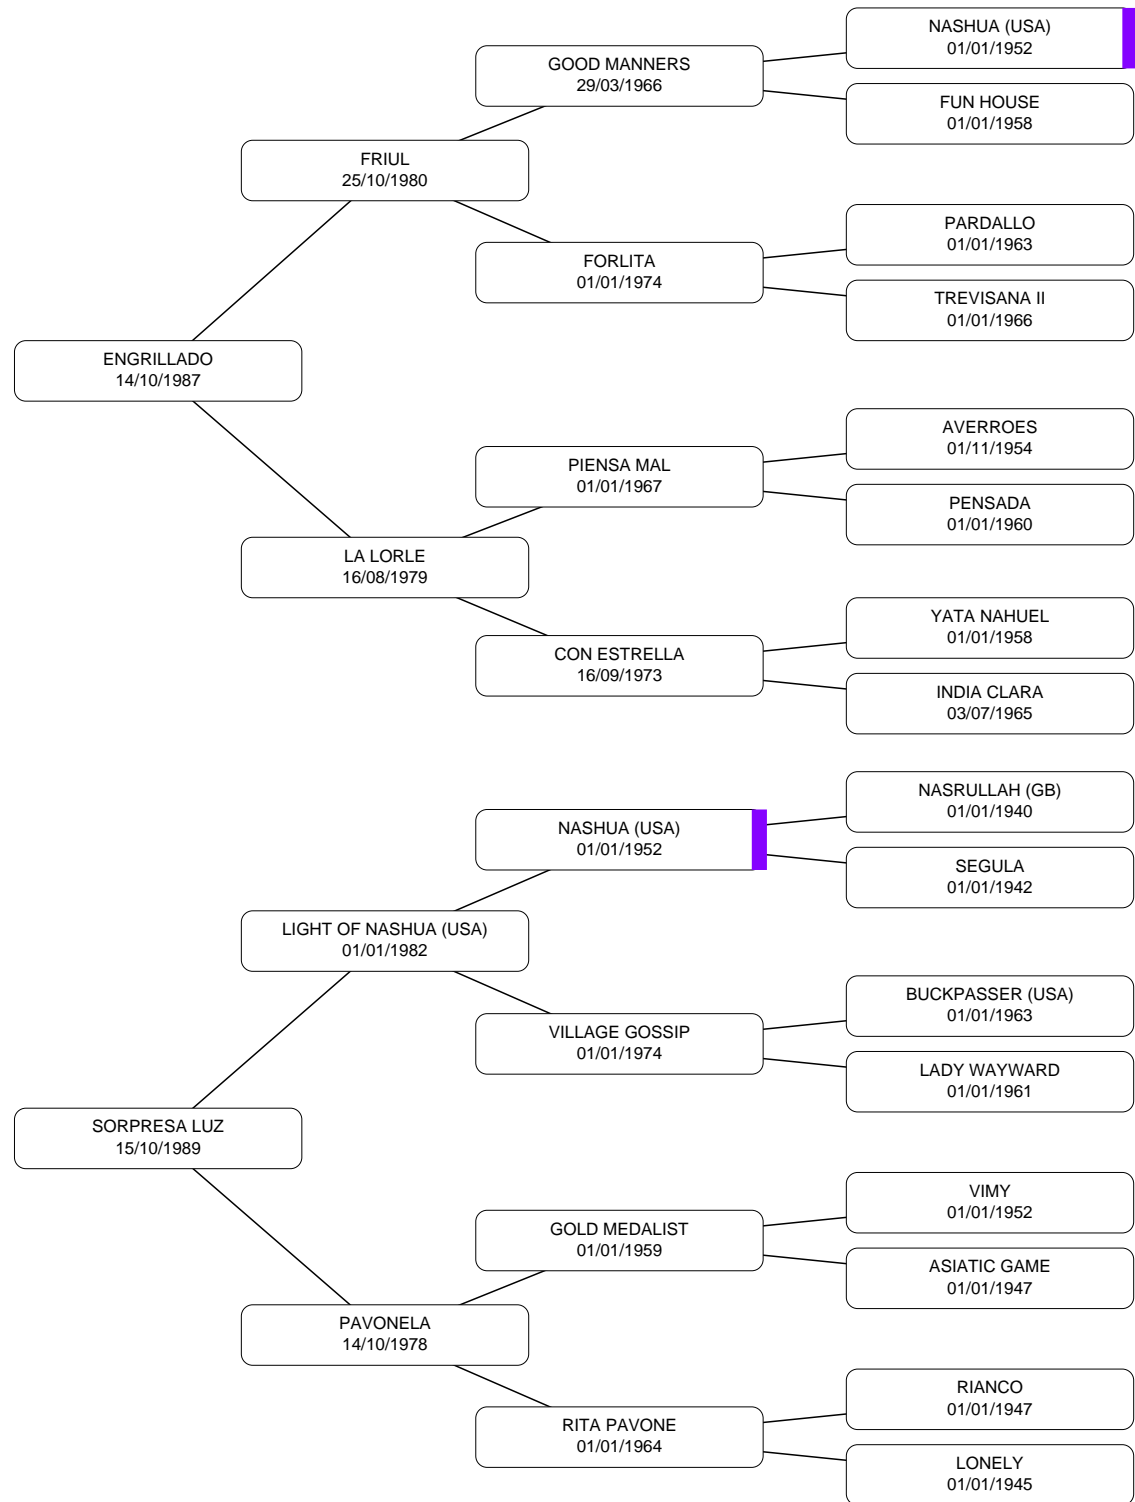 NASHUA (USA)
01/01/1952
GOOD MANNERS
29/03/1966
FUN HOUSE
01/01/1958
FRIUL
25/10/1980
PARDALLO
01/01/1963
FORLITA
01/01/1974
TREVISANA II
01/01/1966
ENGRILLADO
14/10/1987
AVERROES
01/11/1954
PIENSA MAL
01/01/1967
PENSADA
01/01/1960
LA LORLE
16/08/1979
YATA NAHUEL
01/01/1958
CON ESTRELLA
16/09/1973
INDIA CLARA
03/07/1965
NASRULLAH (GB)
01/01/1940
NASHUA (USA)
01/01/1952
SEGULA
01/01/1942
LIGHT OF NASHUA (USA)
01/01/1982
BUCKPASSER (USA)
01/01/1963
VILLAGE GOSSIP
01/01/1974
LADY WAYWARD
01/01/1961
SORPRESA LUZ
15/10/1989
VIMY
01/01/1952
GOLD MEDALIST
01/01/1959
ASIATIC GAME
01/01/1947
PAVONELA
14/10/1978
RIANCO
01/01/1947
RITA PAVONE
01/01/1964
LONELY
01/01/1945